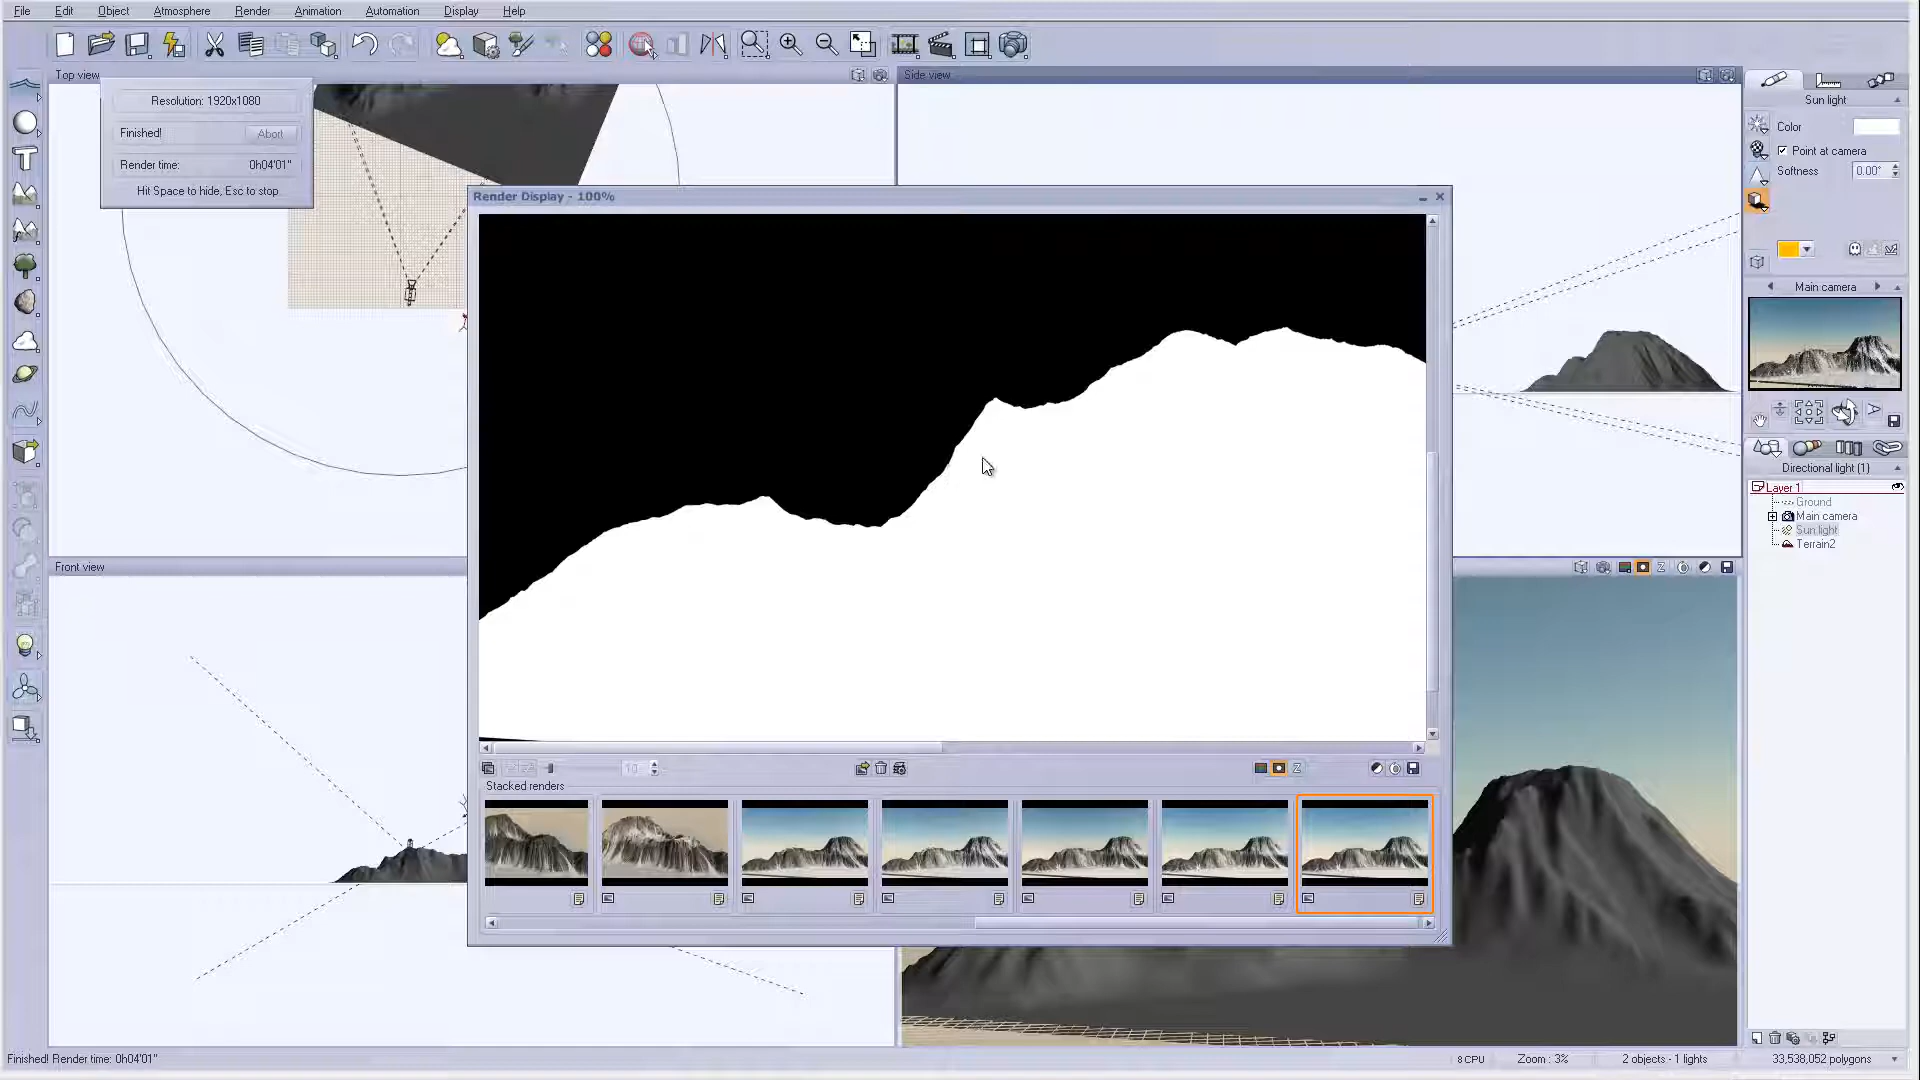 File Edit Object Atmosphere Render Animation Automation Display Help
Top view
Side view
Resolution: 1920x1080
Finished! Abort
Render time: 0h04'01"
Hit Space to hide, Esc to stop
Render Display - 100%
Sun light
Color
Point at camera
Softness 0.00°
Main camera
Directional light (1)
Layer 1
Ground
Main camera
Sun light
Terrain2
Front view
Z
10
Z
Stacked renders
Finished! Render time: 0h04'01"
8 CPU Zoom : 3% 2 objects - 1 lights 33,538,052 polygons